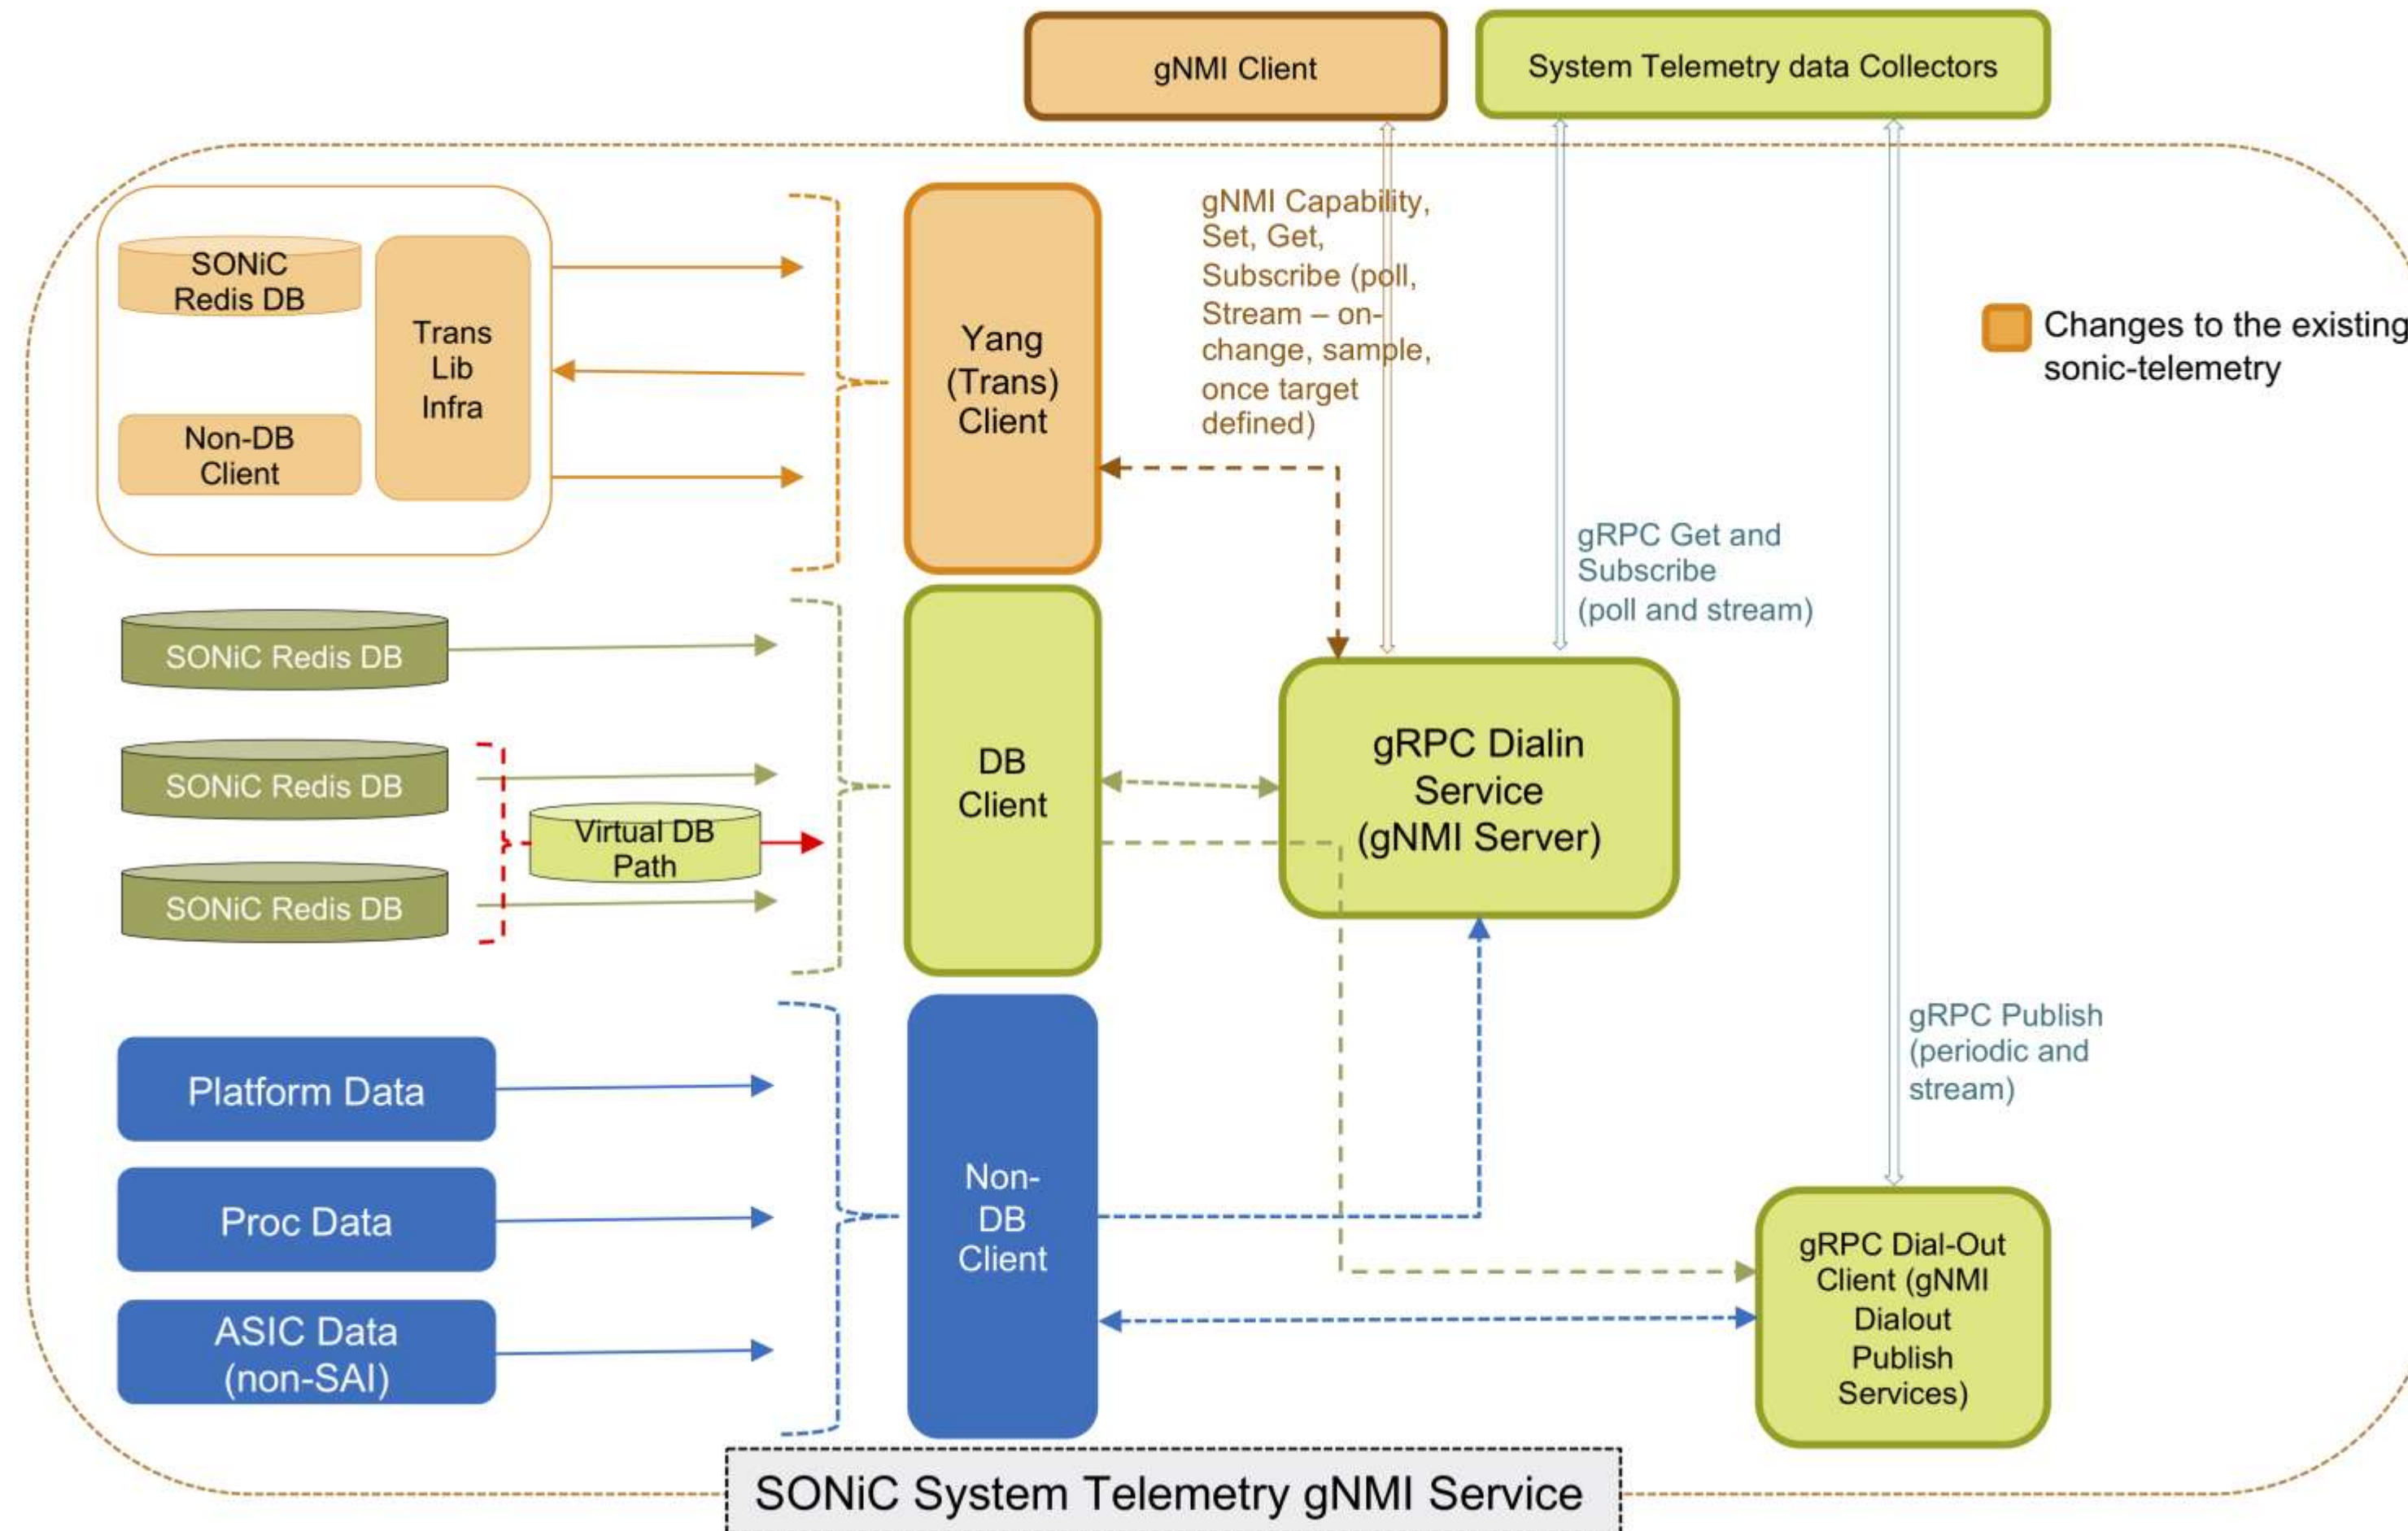 gNMI Client
System Telemetry data Collectors
SONiC
Redis DB
Trans
Lib
Infra
Non-DB
Client
Yang
(Trans)
Client
gNMI Capability,
Set, Get,
Subscribe (poll,
Stream – on-
change, sample,
once target
defined)
Changes to the existing
sonic-telemetry
gRPC Get and
Subscribe
(poll and stream)
SONiC Redis DB
SONiC Redis DB
Virtual DB
Path
SONiC Redis DB
DB
Client
gRPC Dialin
Service
(gNMI Server)
gRPC Publish
(periodic and
stream)
Platform Data
Proc Data
ASIC Data
(non-SAI)
Non-
DB
Client
gRPC Dial-Out
Client (gNMI
Dialout
Publish
Services)
SONiC System Telemetry gNMI Service